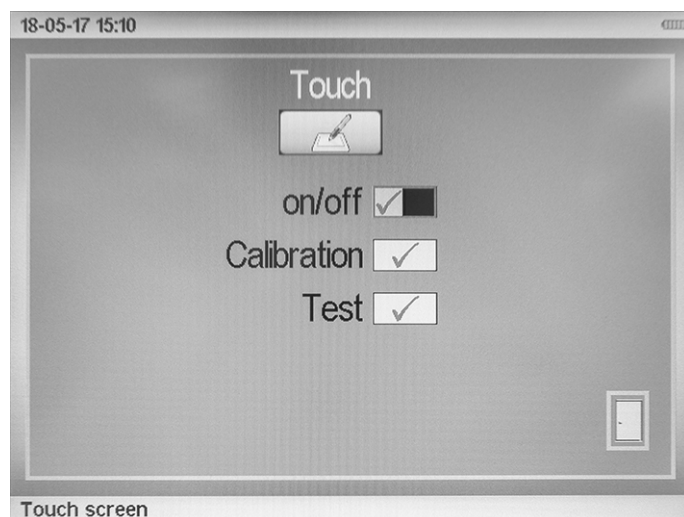 18-05-17 15:10
Touch
on/off
Calibration
Test
Touch screen